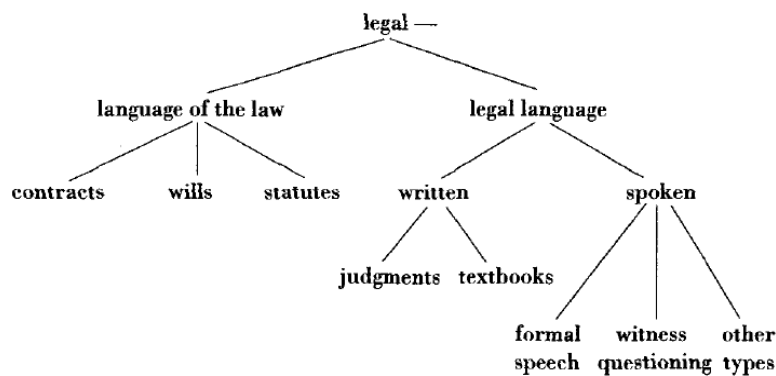 legal —
language of the law legal language
contracts wills statutes written spoken
judgments textbooks
formal witness other
speech questioning types